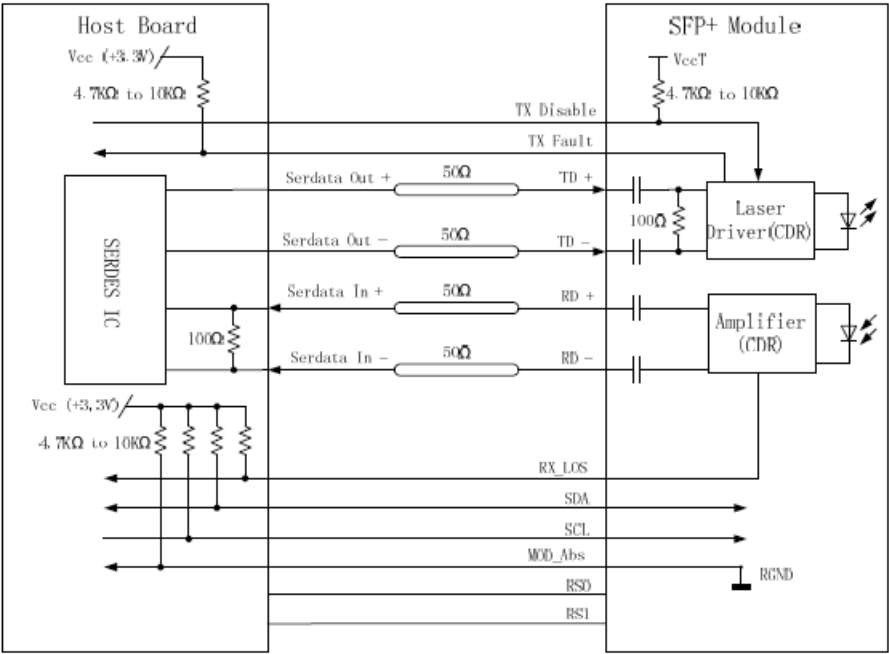 Host Board
SFP+ Module
Vcc (+3.3V)
VccT
4.7KΩ to 10KΩ
4.7KΩ to 10KΩ
TX Disable
TX Fault
Serdata Out +
50Ω
TD +
100Ω
Laser
Driver(CDR)
Serdata Out -
50Ω
TD -
SERDES IC
Serdata In +
50Ω
RD +
Amplifier
(CDR)
100Ω
Serdata In -
50Ω
RD -
Vcc (+3,3V)
4.7KΩ to 10KΩ
RX_LOS
SDA
SCL
MOD_Abs
RGND
RS0
RS1